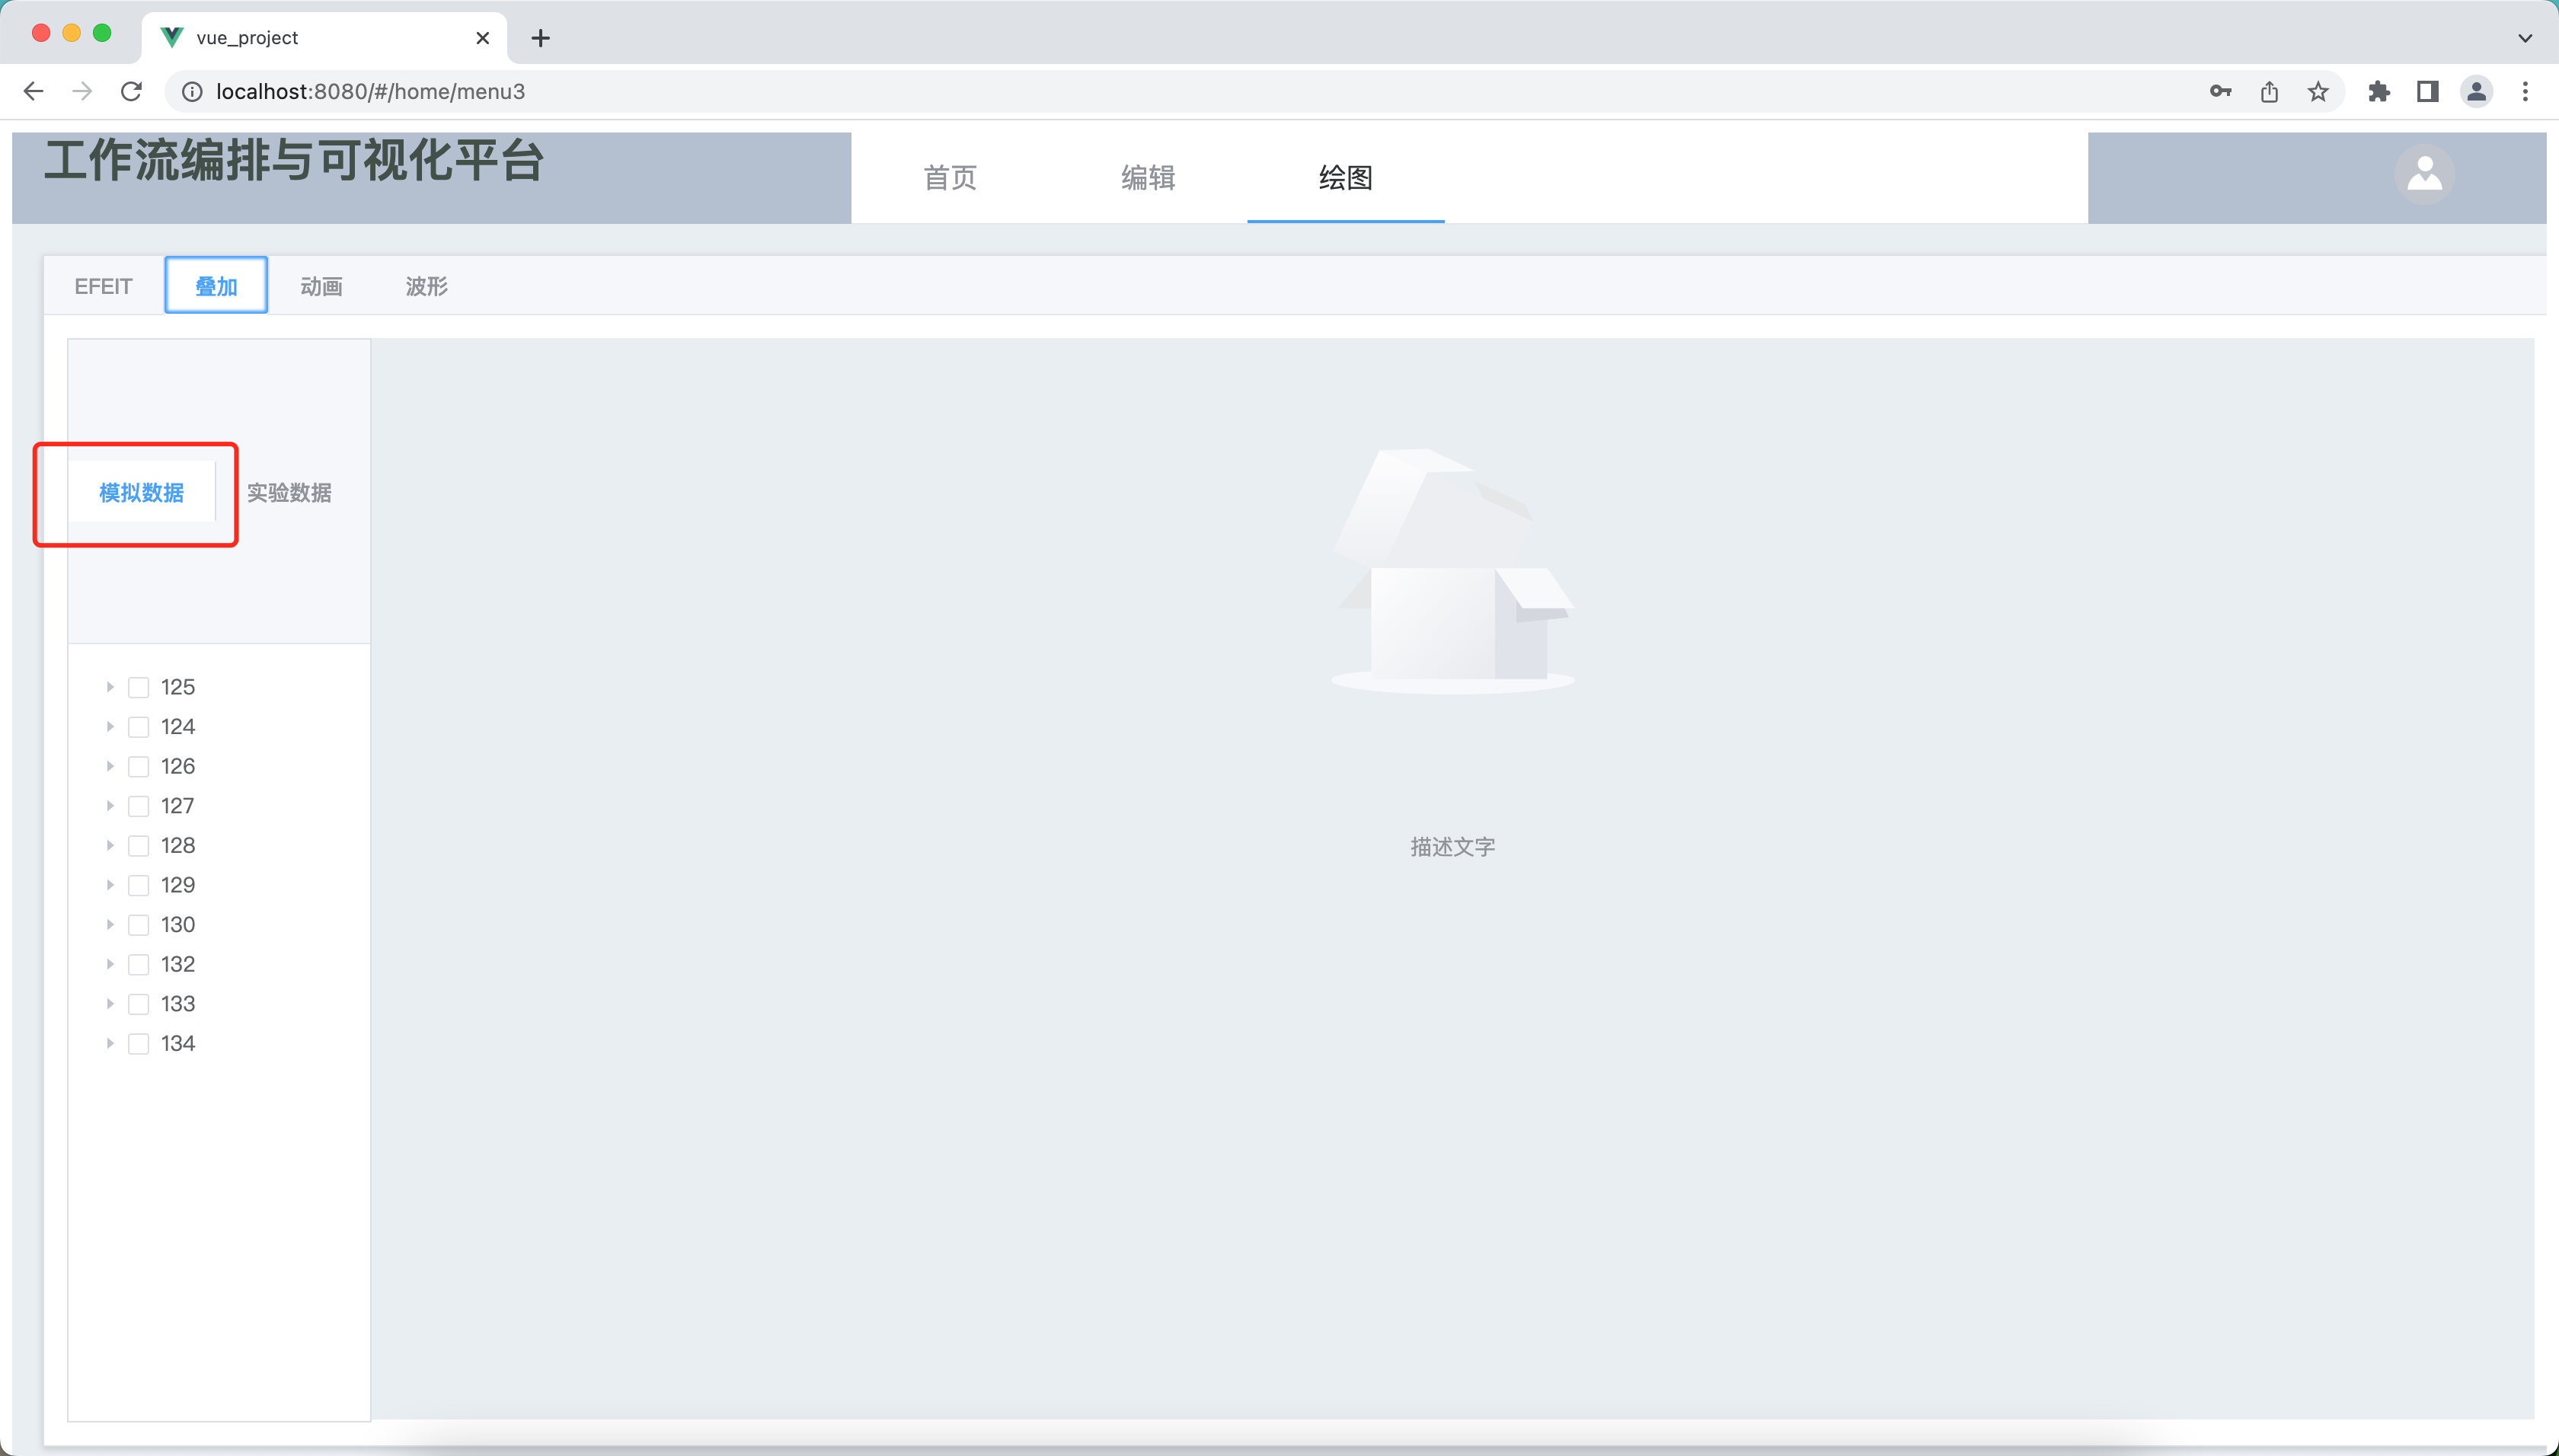 vue_project
localhost:8080/#/home/menu3
工作流编排与可视化平台
首页 编辑 绘图
EFEIT 叠加 动画 波形
模拟数据 实验数据
125
124
126
127
128
129
130
132
133
134
描述文字